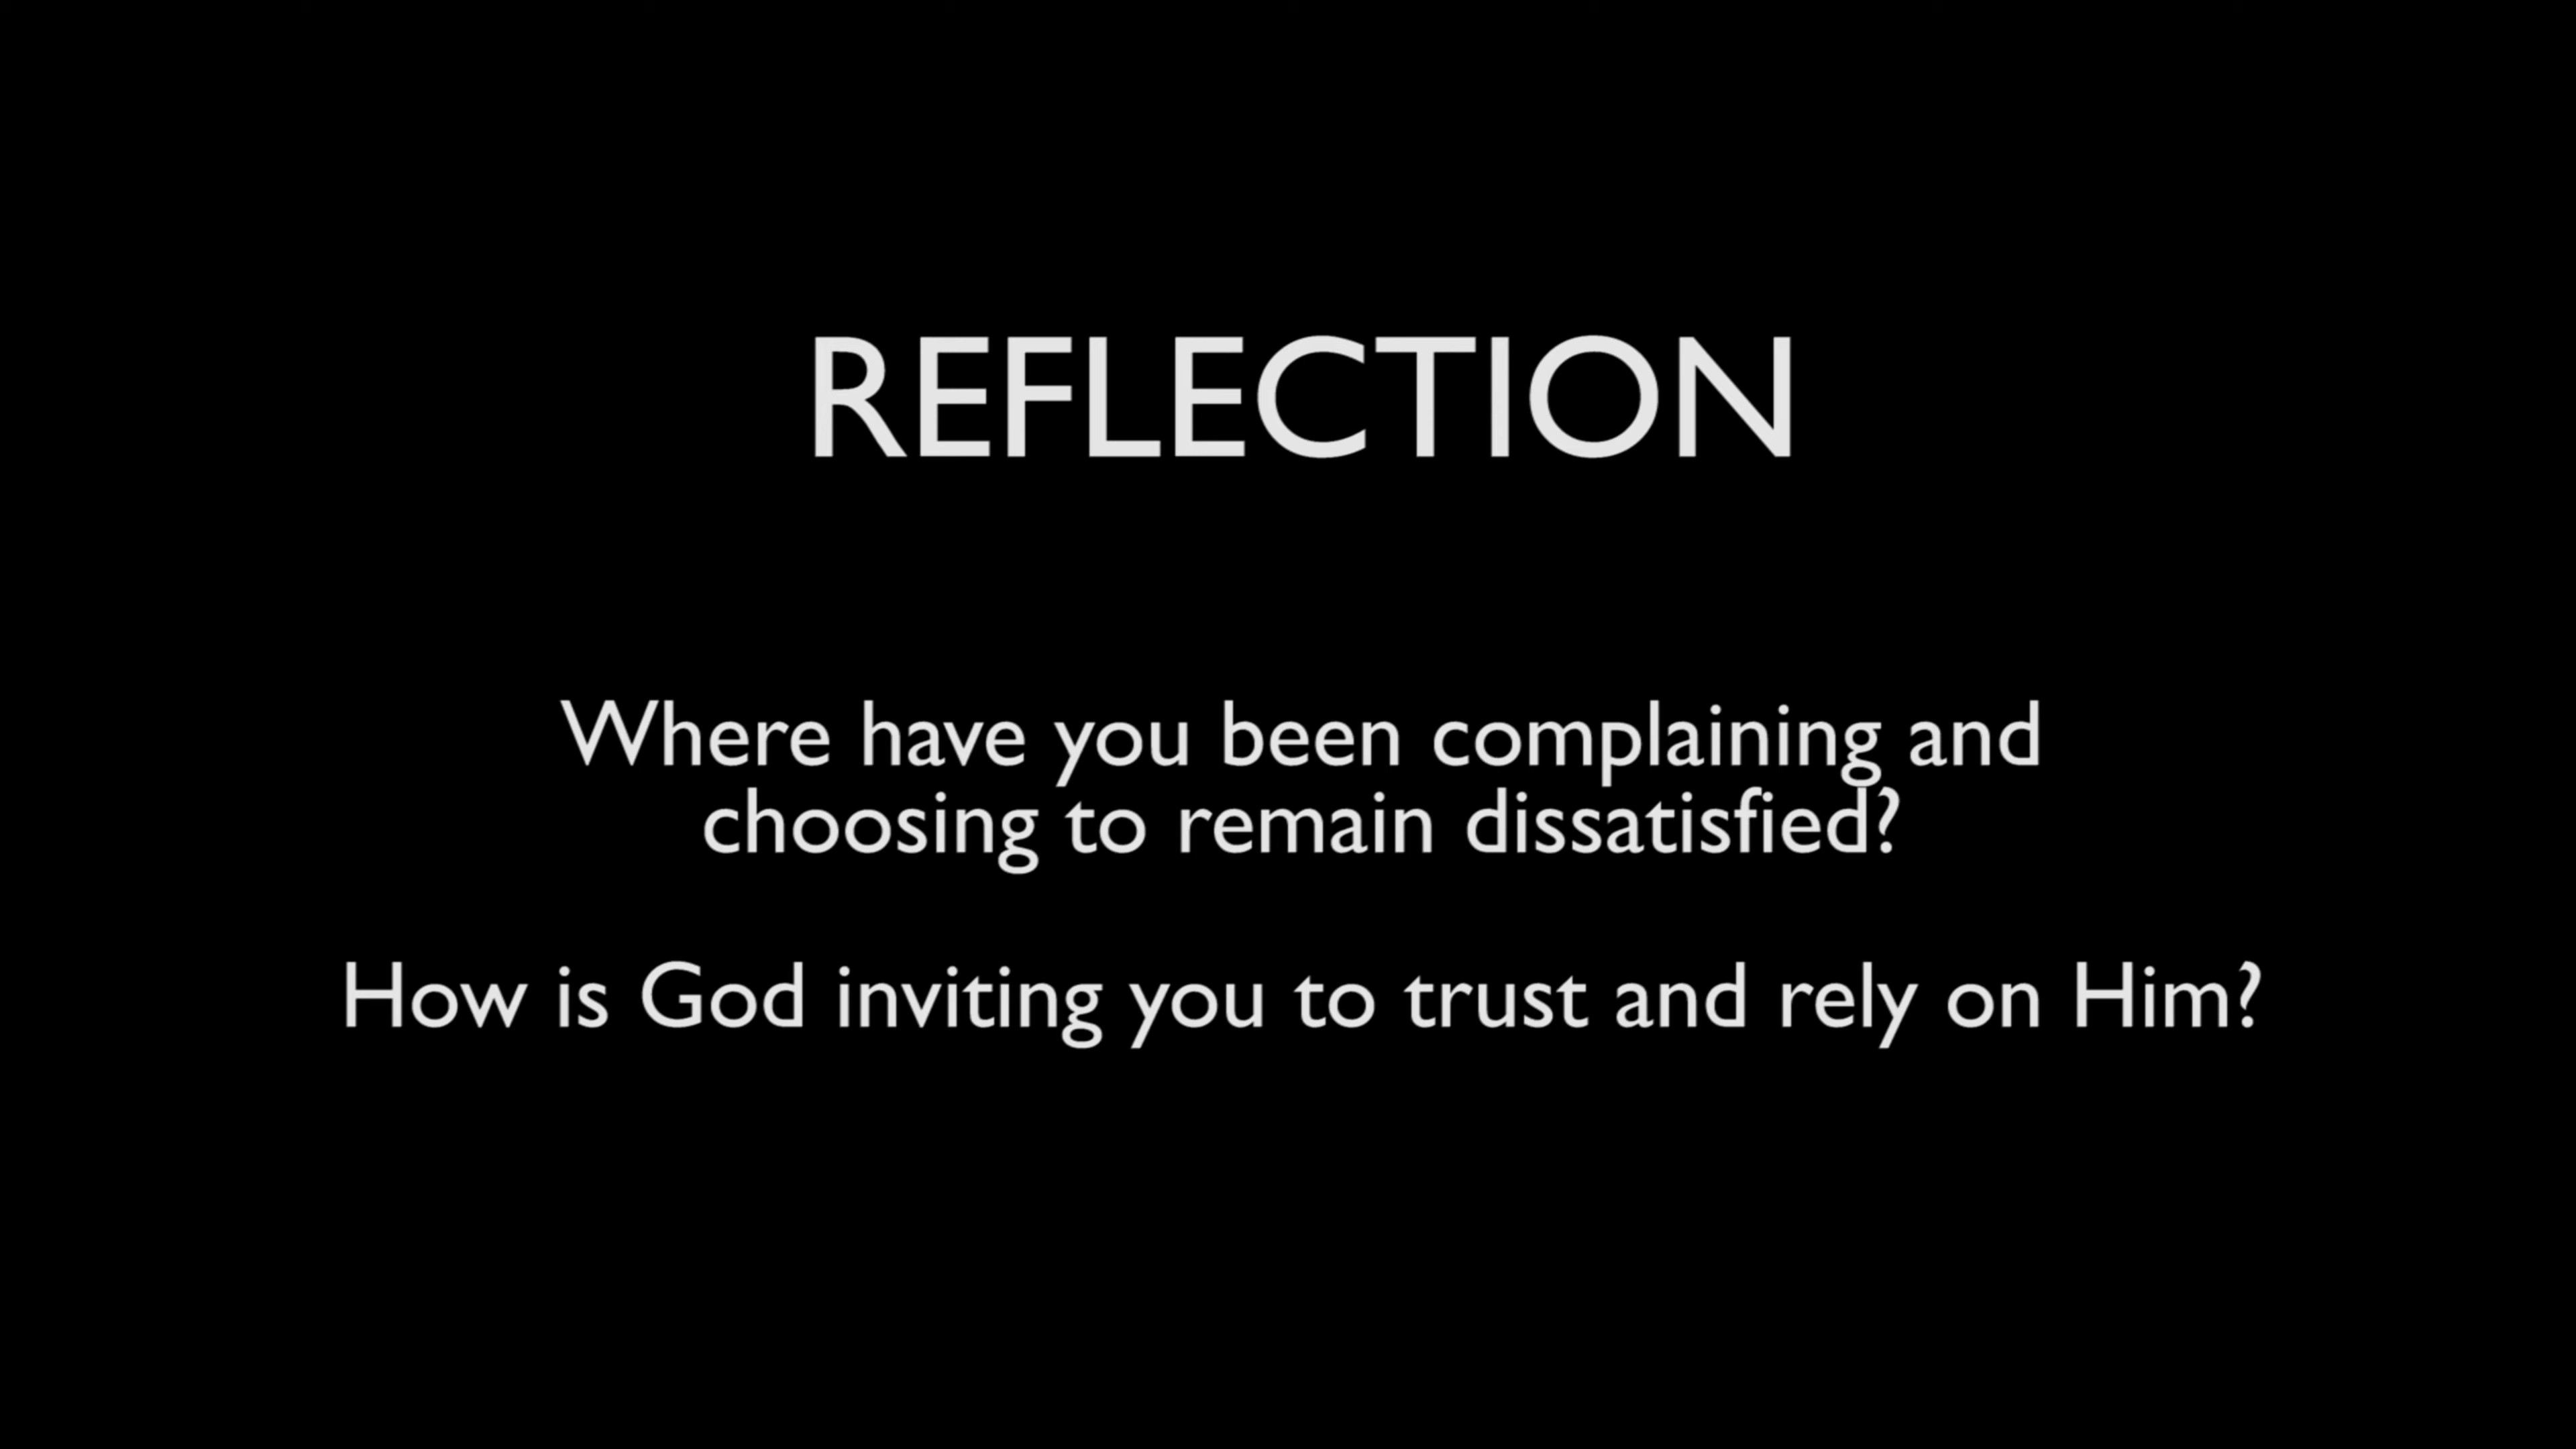 REFLECTION
Where have you been complaining and
choosing to remain dissatisfied?
How is God inviting you to trust and rely on Him?